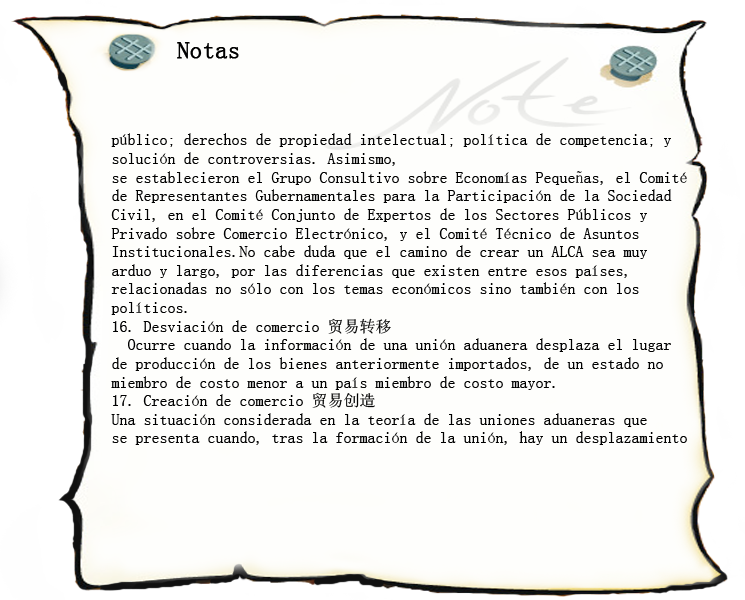 Notas
Note
público; derechos de propiedad intelectual; política de competencia; y
solución de controversias. Asimismo,
se establecieron el Grupo Consultivo sobre Economías Pequeñas, el Comité
de Representantes Gubernamentales para la Participación de la Sociedad
Civil, en el Comité Conjunto de Expertos de los Sectores Públicos y
Privado sobre Comercio Electrónico, y el Comité Técnico de Asuntos
Institucionales.No cabe duda que el camino de crear un ALCA sea muy
arduo y largo, por las diferencias que existen entre esos países,
relacionadas no sólo con los temas económicos sino también con los
políticos.
16. Desviación de comercio 贸易转移
Ocurre cuando la información de una unión aduanera desplaza el lugar
de producción de los bienes anteriormente importados, de un estado no
miembro de costo menor a un país miembro de costo mayor.
17. Creación de comercio 贸易创造
Una situación considerada en la teoría de las uniones aduaneras que
se presenta cuando, tras la formación de la unión, hay un desplazamiento